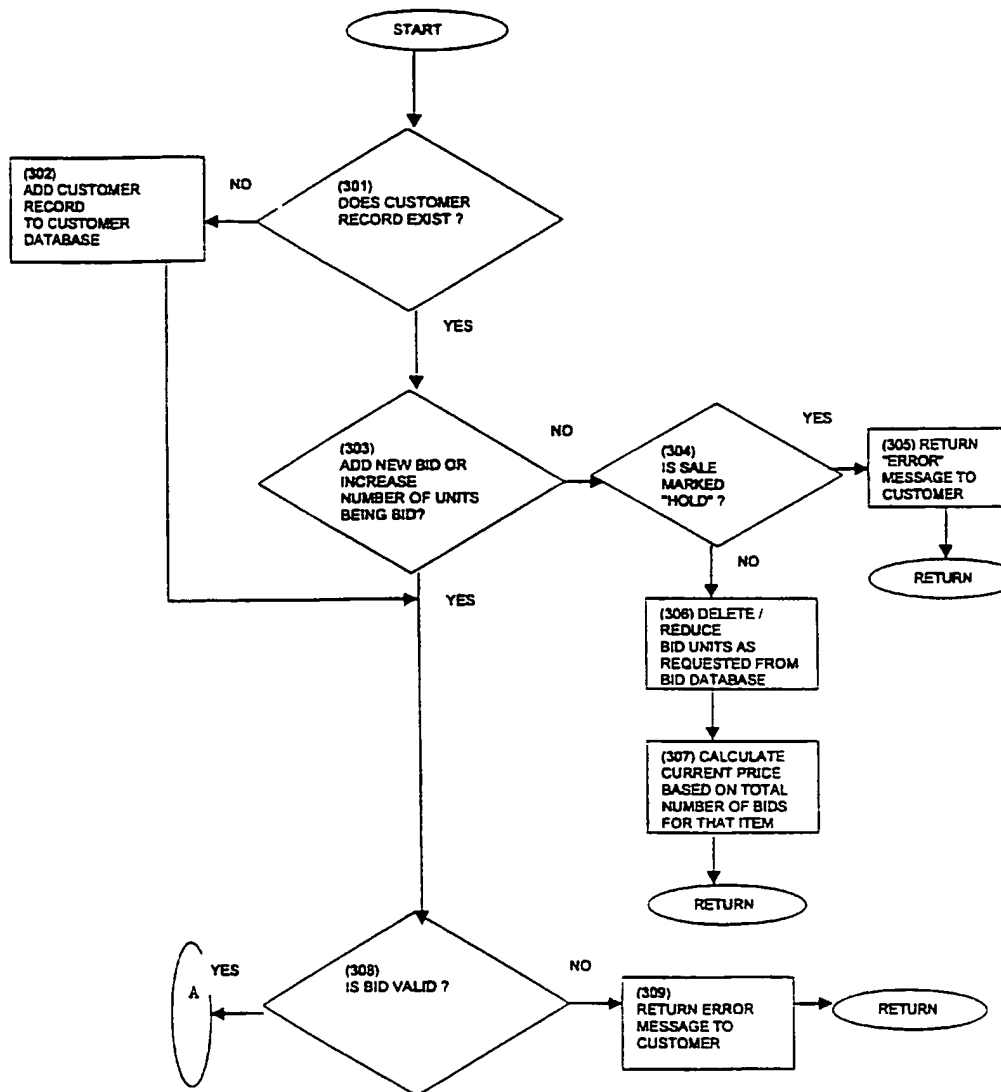 START
(302)
ADD CUSTOMER
RECORD
TO CUSTOMER
DATABASE
NO
(301)
DOES CUSTOMER
RECORD EXIST ?
YES
(303)
ADD NEW BID OR
INCREASE
NUMBER OF UNITS
BEING BID?
NO
(304)
IS SALE
MARKED
"HOLD" ?
YES
(305) RETURN
"ERROR"
MESSAGE TO
CUSTOMER
RETURN
NO
YES
(306) DELETE /
REDUCE
BID UNITS AS
REQUESTED FROM
BID DATABASE
(307) CALCULATE
CURRENT PRICE
BASED ON TOTAL
NUMBER OF BIDS
FOR THAT ITEM
RETURN
(308)
IS BID VALID ?
YES
A
NO
(309)
RETURN ERROR
MESSAGE TO
CUSTOMER
RETURN